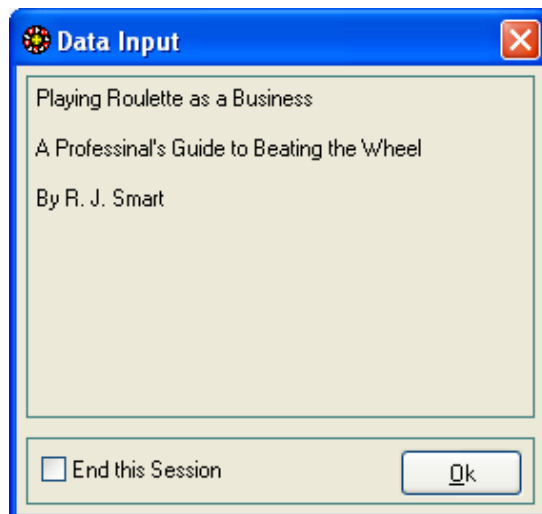 Data Input
Playing Roulette as a Business
A Professinal's Guide to Beating the Wheel
By R. J. Smart
End this Session
Ok